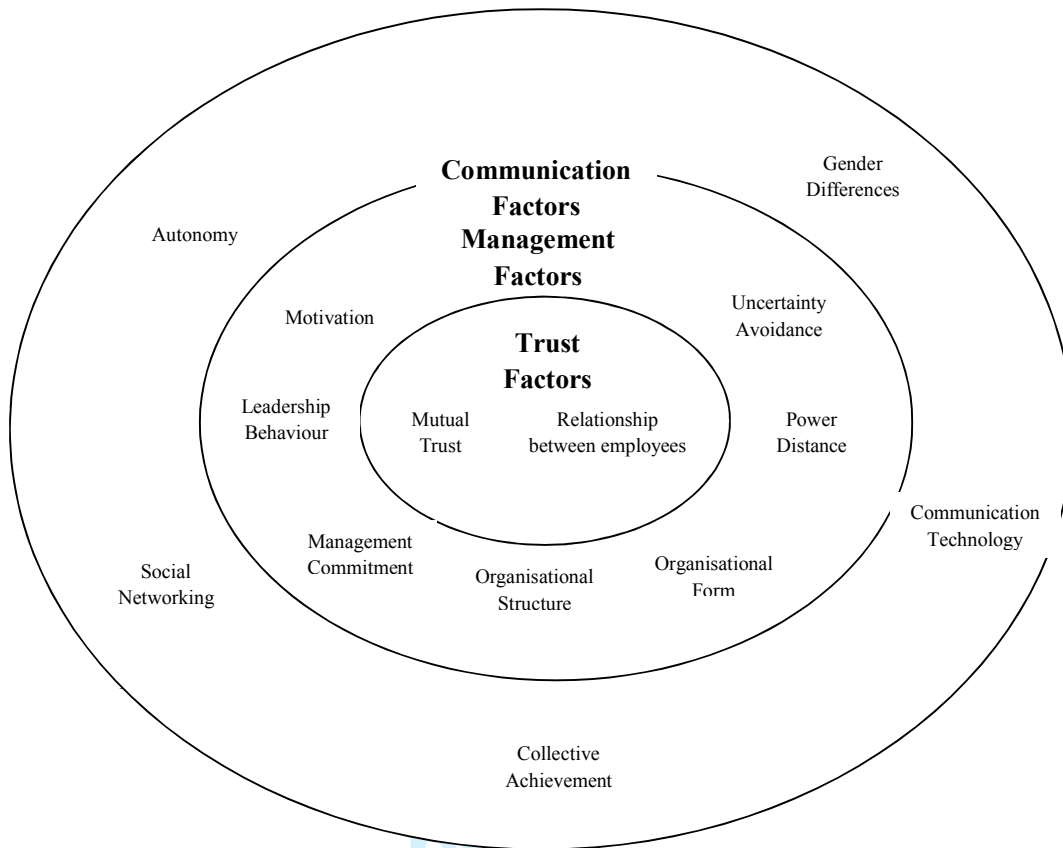 Communication
Factors
Management
Factors
Trust
Factors
Gender
Differences
Autonomy
Motivation
Uncertainty
Avoidance
Leadership
Behaviour
Mutual
Trust
Relationship
between employees
Power
Distance
Communication
Technology
Management
Commitment
Organisational
Structure
Organisational
Form
Social
Networking
Collective
Achievement